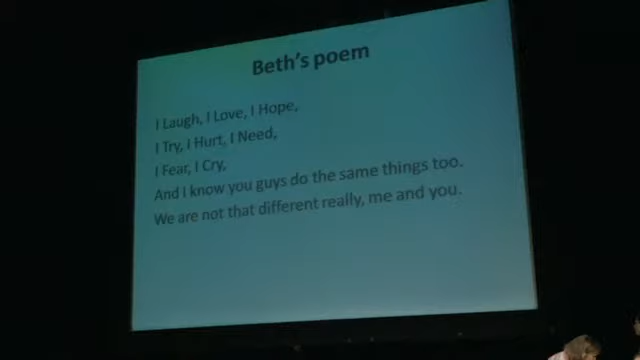 Beth's poem
I Laugh, I Love, I Hope,
I Try, I Hurt, I Need,
I Fear, I Cry,
And I know you guys do the same things too.
We are not that different really, me and you.